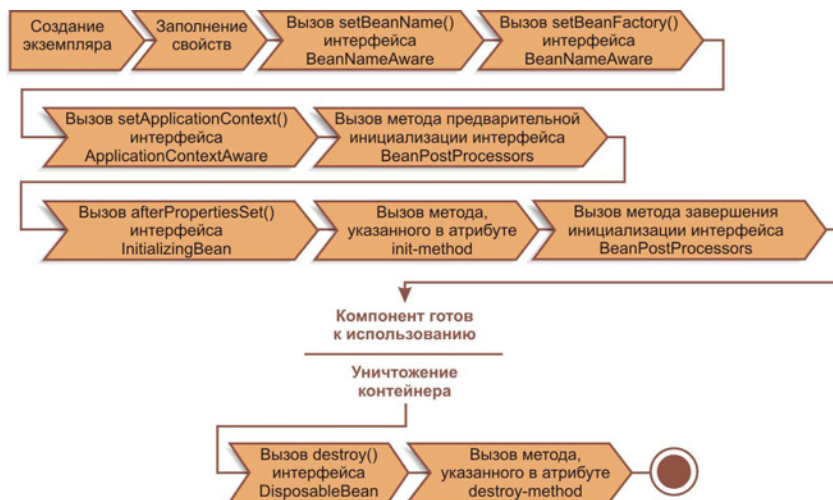 Создание
экземпляра
Заполнение
свойств
Вызов setBeanName()
интерфейса
BeanNameAware
Вызов setBeanFactory()
интерфейса
BeanNameAware
Вызов setApplicationContext()
интерфейса
ApplicationContextAware
Вызов метода предварительной
инициализации интерфейса
BeanPostProcessors
Вызов afterPropertiesSet()
интерфейса
InitializingBean
Вызов метода,
указанного в атрибуте
init-method
Вызов метода завершения
инициализации интерфейса
BeanPostProcessors
Компонент готов
к использованию
Уничтожение
контейнера
Вызов destroy()
интерфейса
DisposableBean
Вызов метода,
указанного в атрибуте
destroy-method